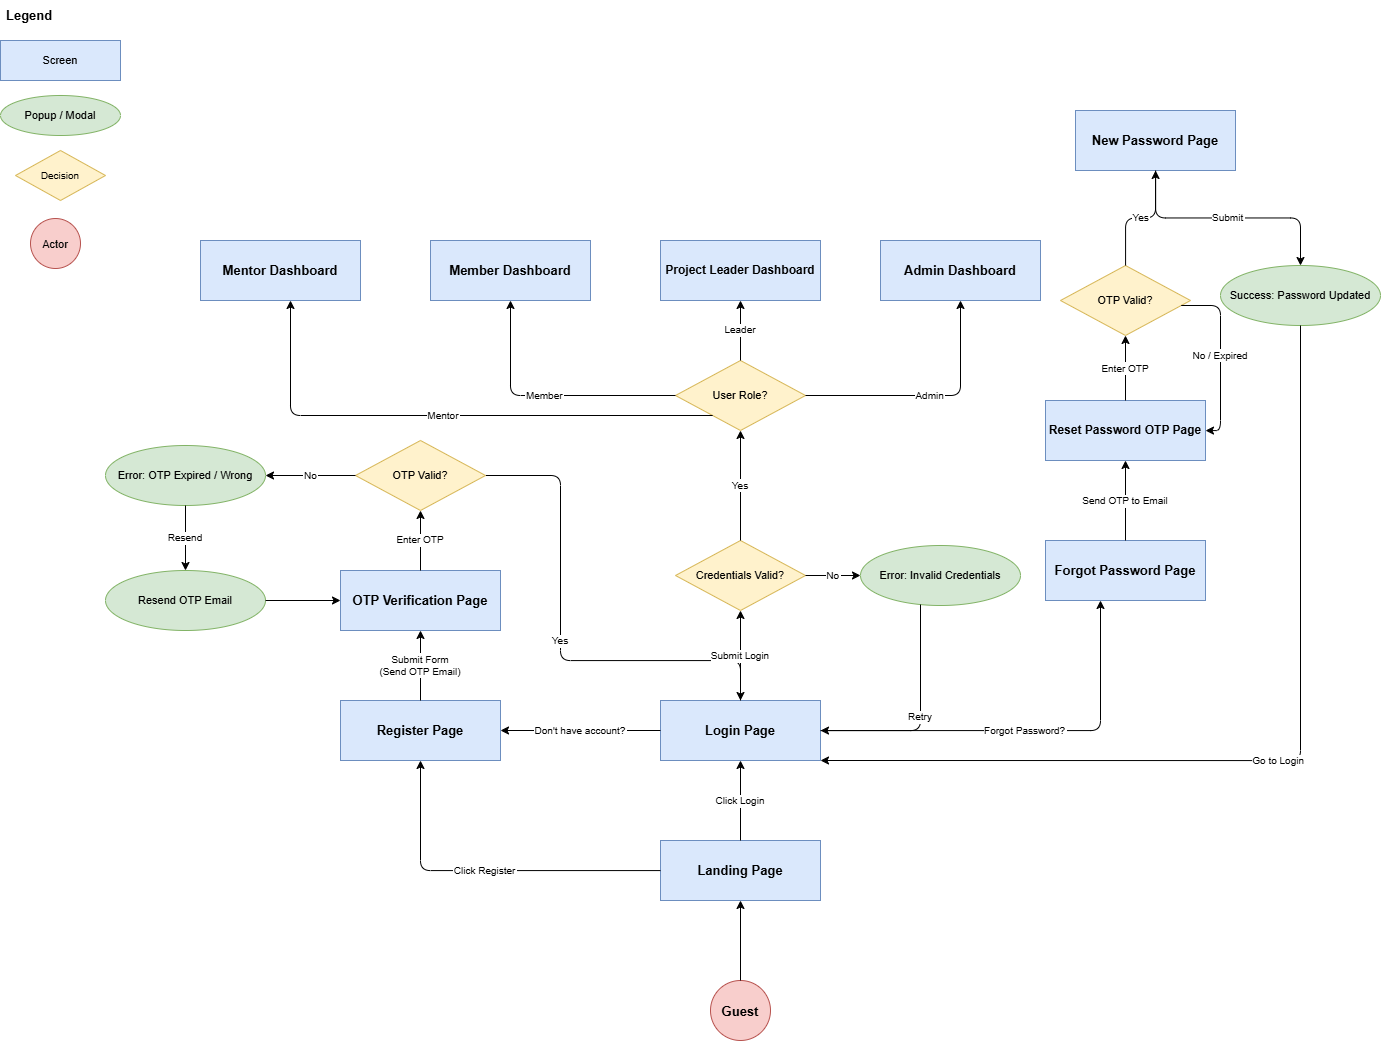 Legend
Screen
Popup / Modal
Decision
Actor
New Password Page
Yes
Submit
Mentor Dashboard
Member Dashboard
Project Leader Dashboard
Admin Dashboard
OTP Valid?
Success: Password Updated
Leader
No / Expired
Enter OTP
User Role?
Member
Admin
Mentor
Reset Password OTP Page
Error: OTP Expired / Wrong
No
OTP Valid?
Yes
Send OTP to Email
Resend
Enter OTP
Credentials Valid?
No
Error: Invalid Credentials
Forgot Password Page
Resend OTP Email
OTP Verification Page
Yes
Submit Login
Submit Form
(Send OTP Email)
Retry
Register Page
Don't have account?
Login Page
Forgot Password?
Go to Login
Click Login
Click Register
Landing Page
Guest